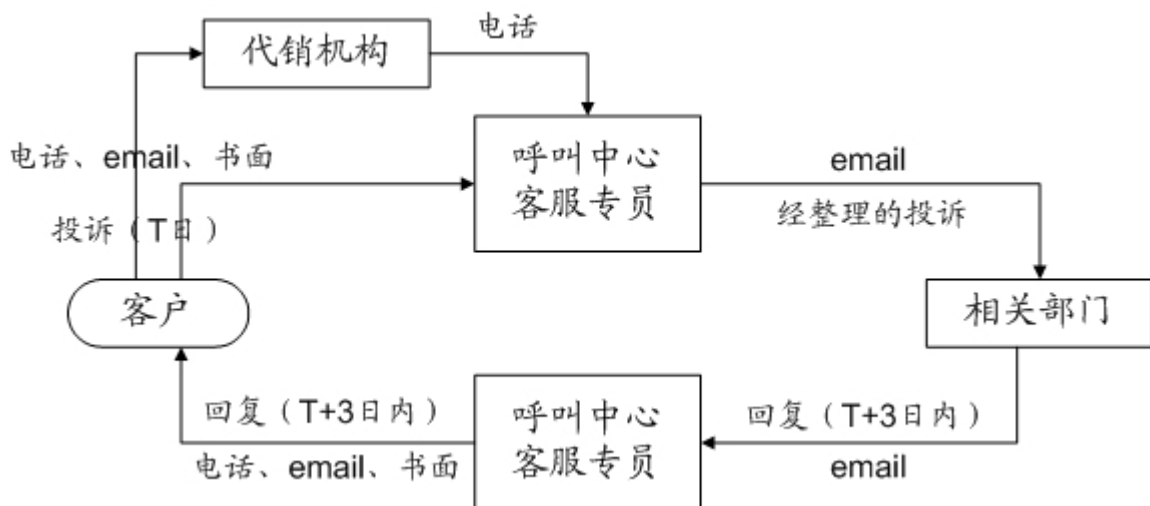 代销机构
电话
电话、email、书面
投诉（T日）
呼叫中心
客服专员
email
经整理的投诉
客户
相关部门
回复（T+3日内）
电话、email、书面
呼叫中心
客服专员
回复（T+3日内）
email